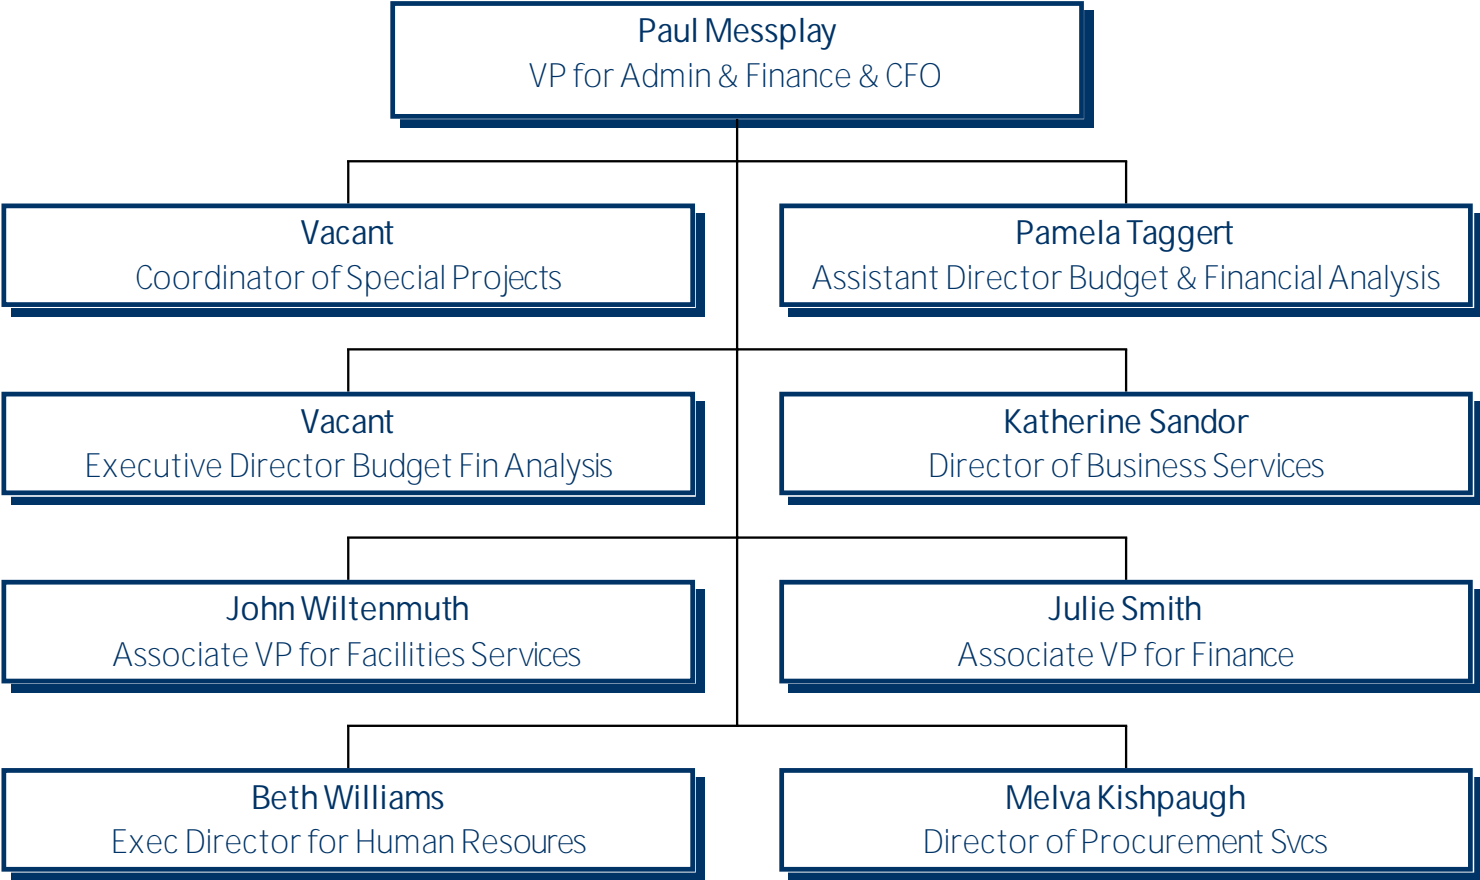 Paul Messplay
VP for Admin & Finance & CFO
Vacant
Coordinator of Special Projects
Pamela Taggert
Assistant Director Budget & Financial Analysis
Vacant
Executive Director Budget Fin Analysis
Katherine Sandor
Director of Business Services
John Wiltenmuth
Associate VP for Facilities Services
Julie Smith
Associate VP for Finance
Beth Williams
Exec Director for Human Resoures
Melva Kishpaugh
Director of Procurement Svcs